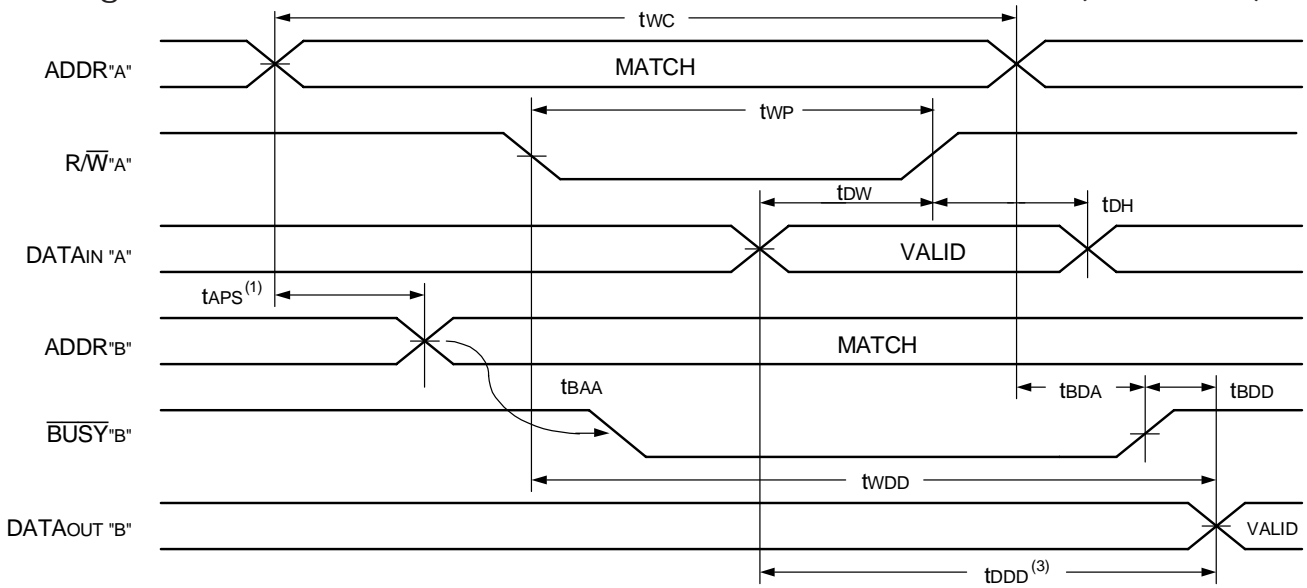 tWC
ADDR"A"
MATCH
tWP
R/W̅"A"
tDW
tDH
DATAIN "A"
VALID
tAPS(1)
ADDR"B"
MATCH
tBAA
tBDA
tBDD
B̅U̅S̅Y̅"B"
tWDD
DATAOUT "B"
VALID
tDDD(3)